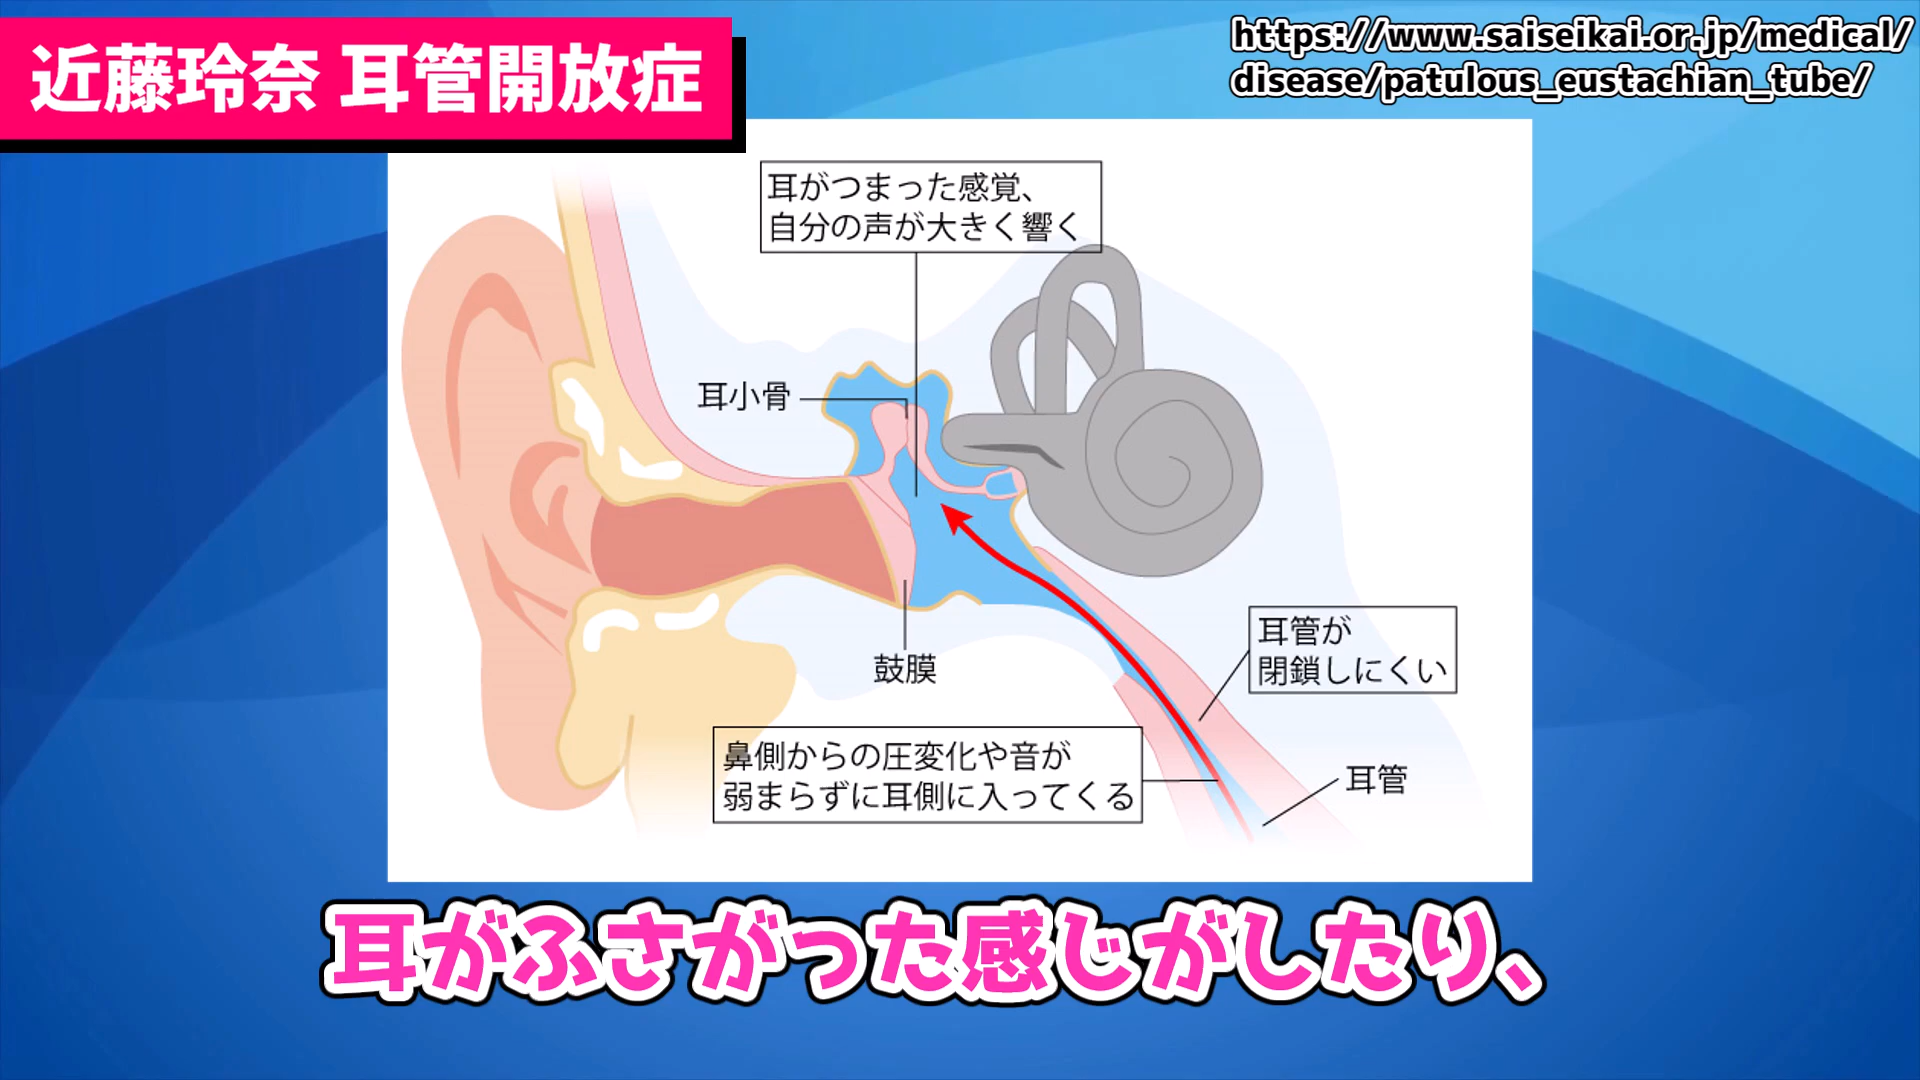 近藤玲奈 耳管開放症
https://www.saiseikai.or.jp/medical/
disease/patulous_eustachian_tube/
耳がつまった感覚、
自分の声が大きく響く
耳小骨
鼓膜
耳管が
閉鎖しにくい
鼻側からの圧変化や音が
弱まらずに耳側に入ってくる
耳管
耳がふさがった感じがしたり、